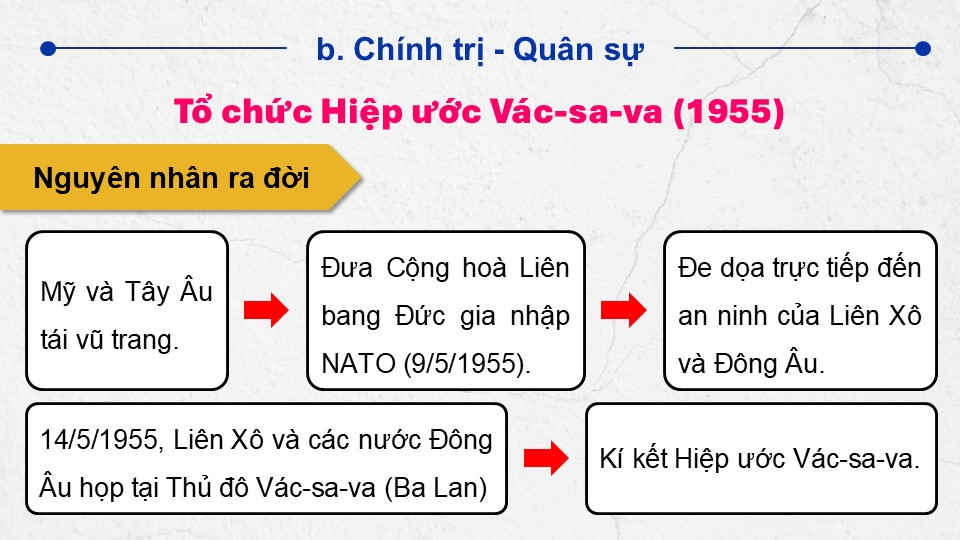 b. Chính trị - Quân sự
Tổ chức Hiệp ước Vác-sa-va (1955)
Nguyên nhân ra đời
Mỹ và Tây Âu
tái vũ trang.
Đưa Cộng hoà Liên
bang Đức gia nhập
NATO (9/5/1955).
Đe dọa trực tiếp đến
an ninh của Liên Xô
và Đông Âu.
14/5/1955, Liên Xô và các nước Đông
Âu họp tại Thủ đô Vác-sa-va (Ba Lan)
Kí kết Hiệp ước Vác-sa-va.